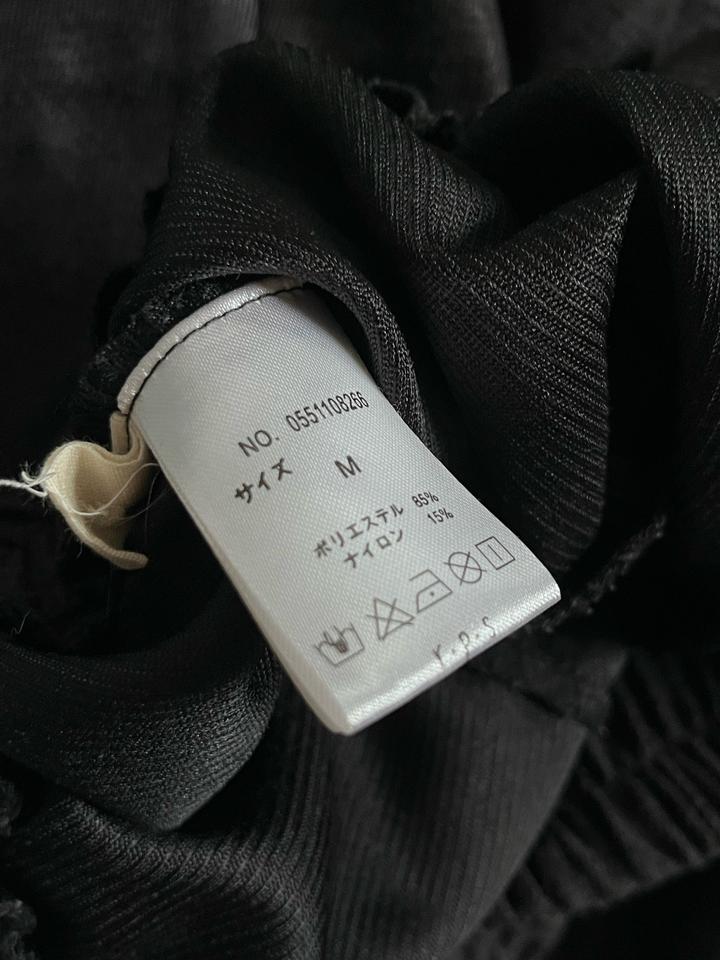 NO. 0551108266
サイズ M
ポリエステル 85%
ナイロン 15%
r.p.s